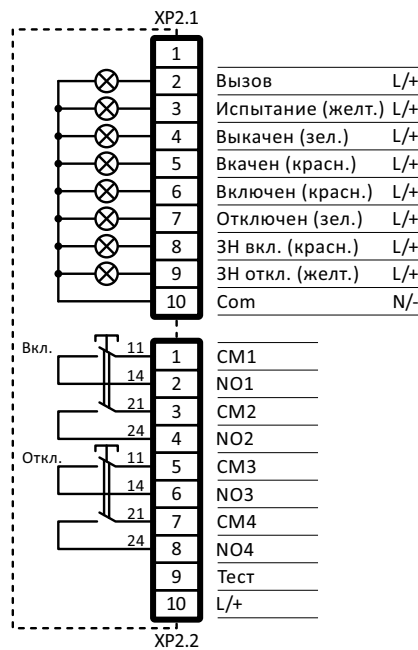 XP2.1
1
2 Вызов L/+
3 Испытание (желт.) L/+
4 Выкачен (зел.) L/+
5 Вкачен (красн.) L/+
6 Включен (красн.) L/+
7 Отключен (зел.) L/+
8 ЗН вкл. (красн.) L/+
9 ЗН откл. (желт.) L/+
10 Com N/-
Вкл. 11 1 CM1
14 2 NO1
21 3 CM2
24 4 NO2
Откл. 11 5 CM3
14 6 NO3
21 7 CM4
24 8 NO4
9 Тест
10 L/+
XP2.2